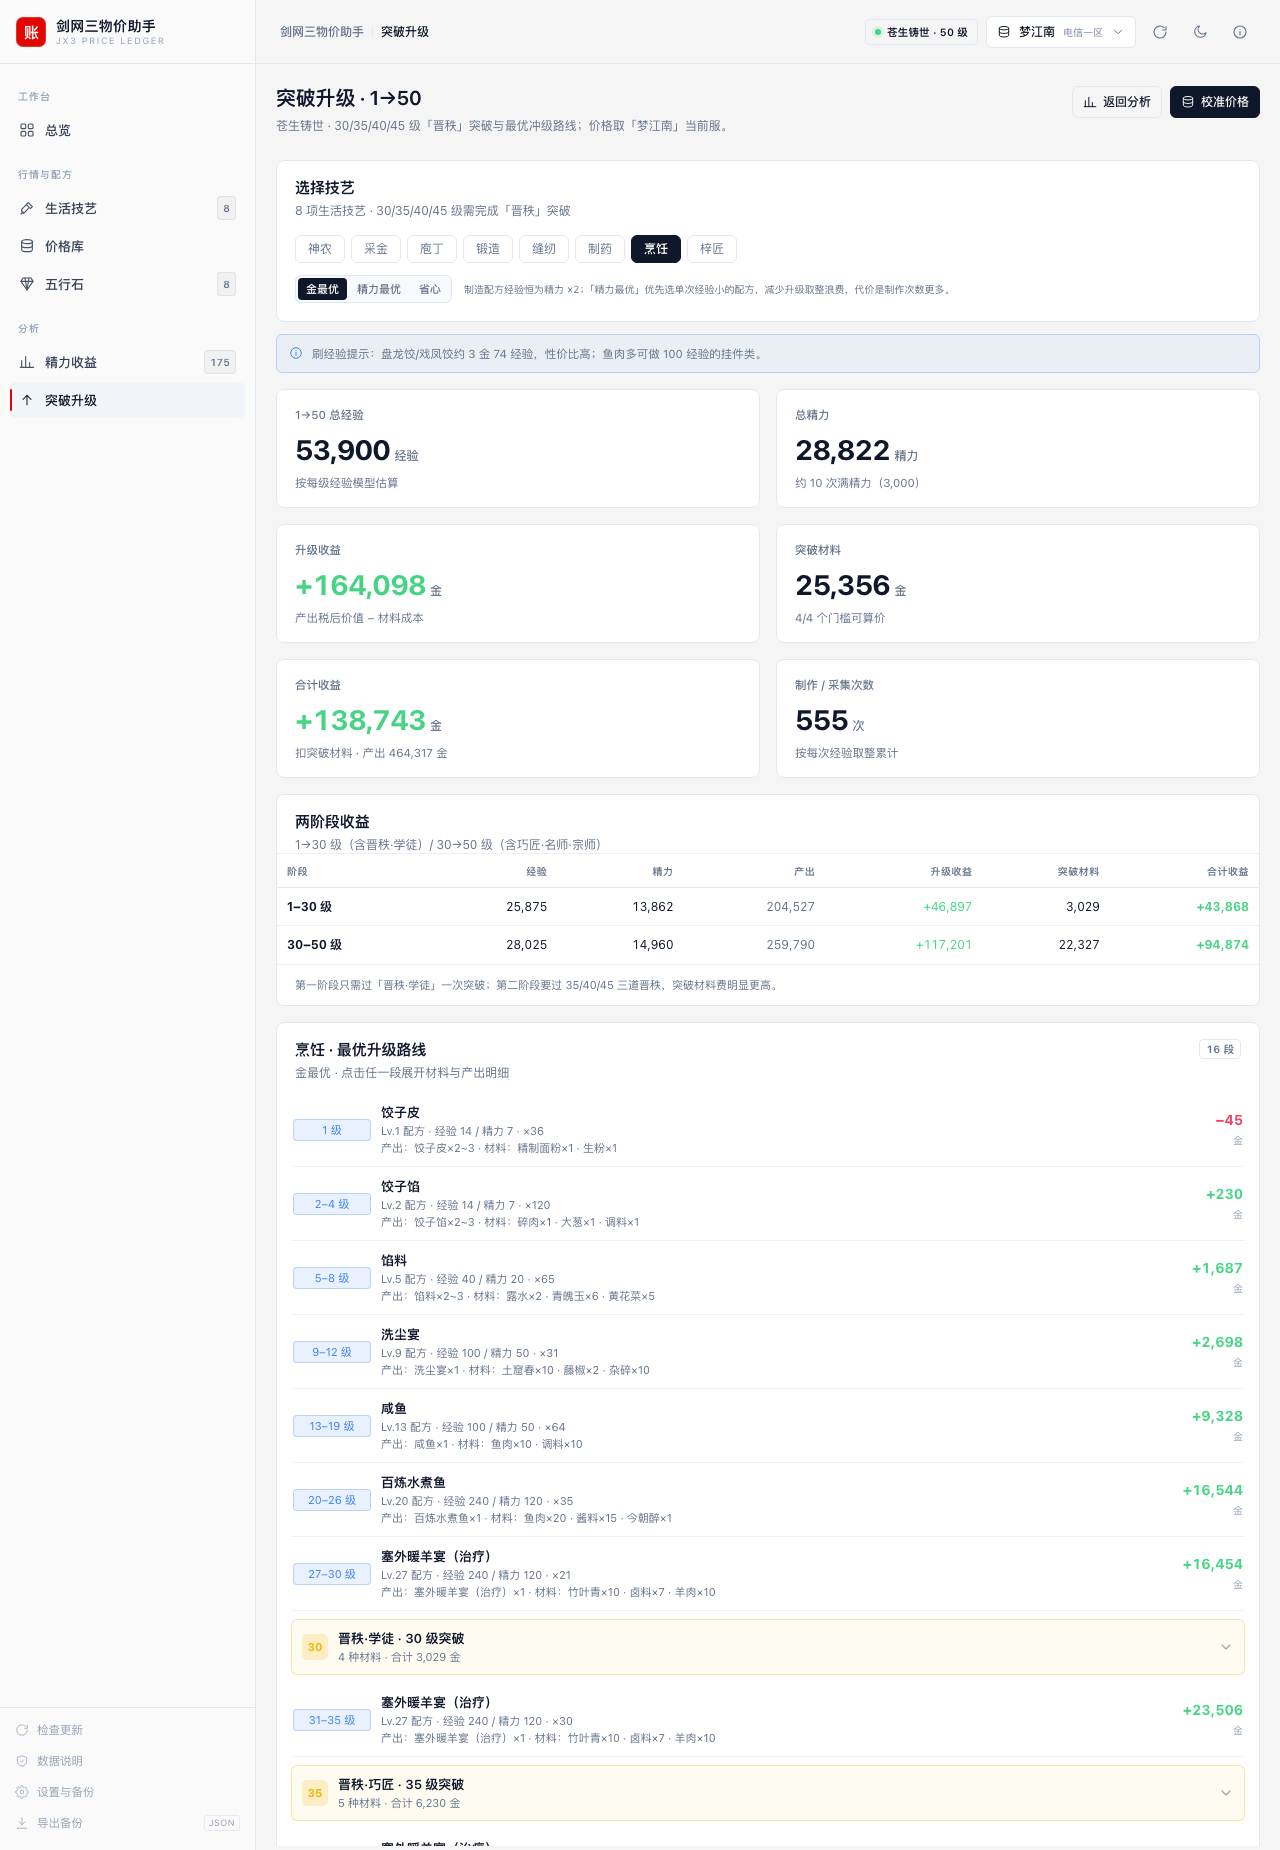 账
剑网三物价助手
JX3 PRICE LEDGER
工作台
总览
行情与配方
生活技艺
8
价格库
五行石
8
分析
精力收益
175
突破升级
检查更新
数据说明
设置与备份
导出备份
JSON
剑网三物价助手
突破升级
苍生铸世 · 50 级
梦江南 电信一区
突破升级 · 1→50
苍生铸世 · 30/35/40/45 级「晋秩」突破与最优冲级路线；价格取「梦江南」当前服。
返回分析
校准价格
选择技艺
8 项生活技艺 · 30/35/40/45 级需完成「晋秩」突破
神农 采金 庖丁 锻造 缝纫 制药 烹饪 梓匠
金最优 精力最优 省心 制造配方经验恒为精力 ×2；「精力最优」优先选单次经验小的配方，减少升级取整浪费，代价是制作次数更多。
刷经验提示：盘龙饺/戏凤饺约 3 金 74 经验，性价比高；鱼肉多可做 100 经验的挂件类。
1→50 总经验
53,900 经验
按每级经验模型估算
总精力
28,822 精力
约 10 次满精力（3,000）
升级收益
+164,098 金
产出税后价值 − 材料成本
突破材料
25,356 金
4/4 个门槛可算价
合计收益
+138,743 金
扣突破材料 · 产出 464,317 金
制作 / 采集次数
555 次
按每次经验取整累计
两阶段收益
1→30 级（含晋秩·学徒）/ 30→50 级（含巧匠·名师·宗师）
阶段 经验 精力 产出 升级收益 突破材料 合计收益
1–30 级 25,875 13,862 204,527 +46,897 3,029 +43,868
30–50 级 28,025 14,960 259,790 +117,201 22,327 +94,874
第一阶段只需过「晋秩·学徒」一次突破；第二阶段要过 35/40/45 三道晋秩，突破材料费明显更高。
烹饪 · 最优升级路线
16 段
金最优 · 点击任一段展开材料与产出明细
1 级
饺子皮
Lv.1 配方 · 经验 14 / 精力 7 · ×36
产出：饺子皮×2~3 · 材料：精制面粉×1 · 生粉×1
−45
金
2–4 级
饺子馅
Lv.2 配方 · 经验 14 / 精力 7 · ×120
产出：饺子馅×2~3 · 材料：碎肉×1 · 大葱×1 · 调料×1
+230
金
5–8 级
馅料
Lv.5 配方 · 经验 40 / 精力 20 · ×65
产出：馅料×2~3 · 材料：露水×2 · 青魄玉×6 · 黄花菜×5
+1,687
金
9–12 级
洗尘宴
Lv.9 配方 · 经验 100 / 精力 50 · ×31
产出：洗尘宴×1 · 材料：土窟春×10 · 藤椒×2 · 杂碎×10
+2,698
金
13–19 级
咸鱼
Lv.13 配方 · 经验 100 / 精力 50 · ×64
产出：咸鱼×1 · 材料：鱼肉×10 · 调料×10
+9,328
金
20–26 级
百炼水煮鱼
Lv.20 配方 · 经验 240 / 精力 120 · ×35
产出：百炼水煮鱼×1 · 材料：鱼肉×20 · 酱料×15 · 今朝醉×1
+16,544
金
27–30 级
塞外暖羊宴（治疗）
Lv.27 配方 · 经验 240 / 精力 120 · ×21
产出：塞外暖羊宴（治疗）×1 · 材料：竹叶青×10 · 卤料×7 · 羊肉×10
+16,454
金
30
晋秩·学徒 · 30 级突破
4 种材料 · 合计 3,029 金
31–35 级
塞外暖羊宴（治疗）
Lv.27 配方 · 经验 240 / 精力 120 · ×30
产出：塞外暖羊宴（治疗）×1 · 材料：竹叶青×10 · 卤料×7 · 羊肉×10
+23,506
金
35
晋秩·巧匠 · 35 级突破
5 种材料 · 合计 6,230 金